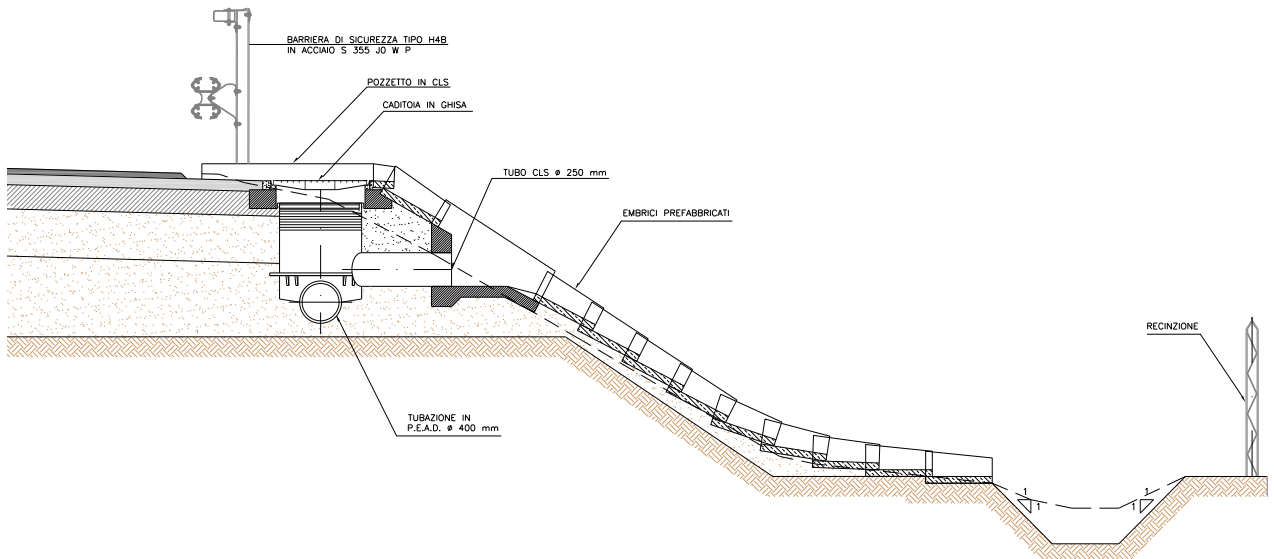 BARRIERA DI SICUREZZA TIPO H4B
IN ACCIAIO S 355 J0 W P
POZZETTO IN CLS
CADITOIA IN GHISA
TUBO CLS ø 250 mm
EMBRICI PREFABBRICATI
RECINZIONE
TUBAZIONE IN
P.E.A.D. ø 400 mm
1
1
1
1